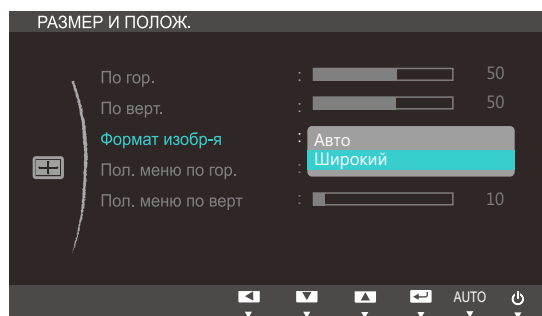 РАЗМЕР И ПОЛОЖ.
По гор. : 50
По верт. : 50
Формат изобр-я : Авто
Широкий
Пол. меню по гор. :
Пол. меню по верт : 10
AUTO